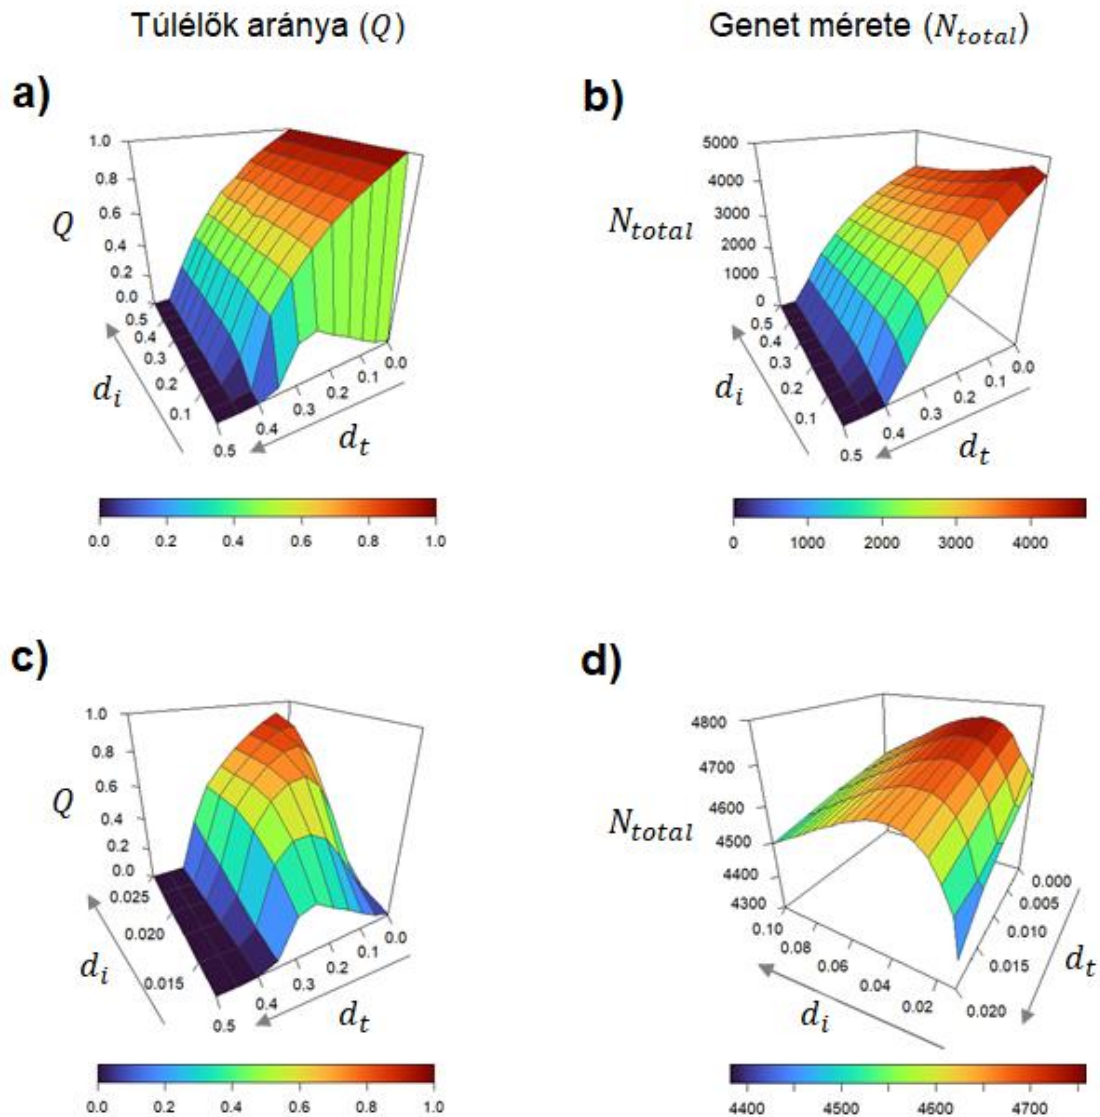 Túlélők aránya (Q) Genet mérete (N_total)
a) b)
1.0 0.8 0.6 0.4 0.2 0.0
Q
0.5 0.4 0.3 0.2 0.1
d_i
0.5 0.4 0.3 0.2 0.1 0.0
d_t
0.0 0.2 0.4 0.6 0.8 1.0
5000 4000 3000 2000 1000 0
N_total
0.5 0.4 0.3 0.2 0.1
d_i
0.5 0.4 0.3 0.2 0.1 0.0
d_t
0 1000 2000 3000 4000
c) d)
1.0 0.8 0.6 0.4 0.2 0.0
Q
0.025 0.020 0.015
d_i
0.5 0.4 0.3 0.2 0.1 0.0
d_t
0.0 0.2 0.4 0.6 0.8 1.0
4800 4700 4600 4500 4400 4300
N_total
0.10 0.08 0.06 0.04 0.02
d_i
0.000 0.005 0.010 0.015 0.020
d_t
4400 4500 4600 4700